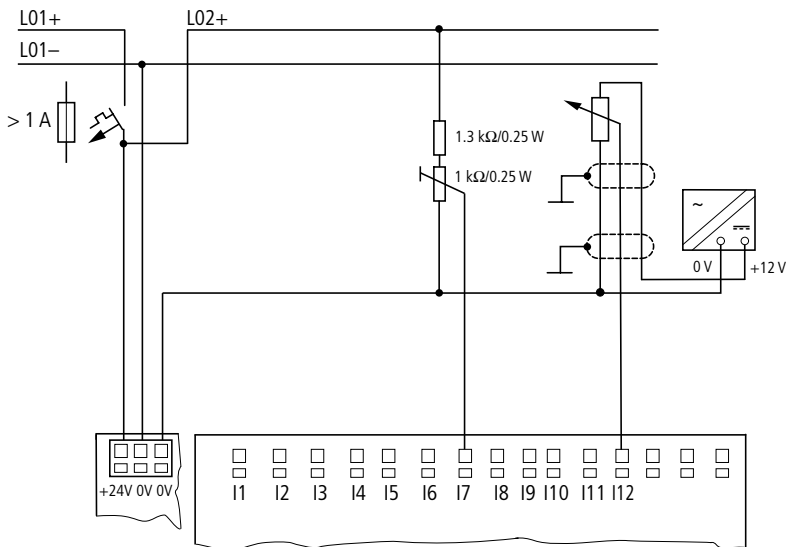 L01+ L02+
L01–
> 1 A
1.3 kΩ/0.25 W
1 kΩ/0.25 W
~
0 V +12 V
+24V 0V 0V
I1 I2 I3 I4 I5 I6 I7 I8 I9 I10 I11 I12